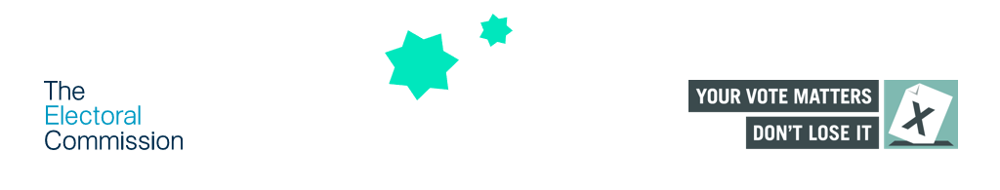 The
Electoral
Commission
YOUR VOTE MATTERS
DON'T LOSE IT
X